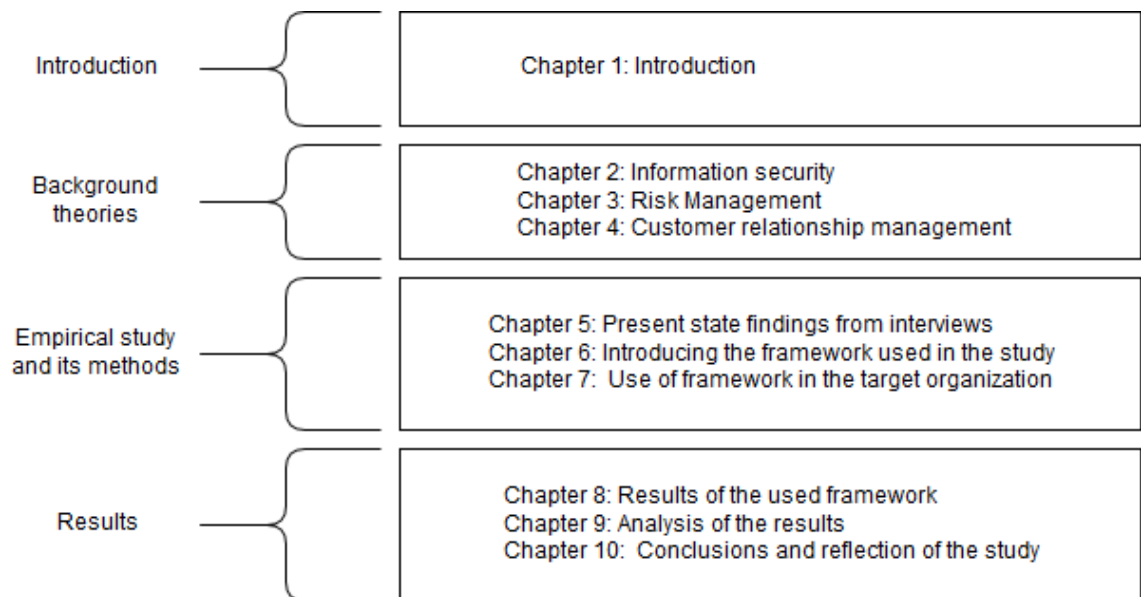 Introduction
Chapter 1: Introduction
Background
theories
Chapter 2: Information security
Chapter 3: Risk Management
Chapter 4: Customer relationship management
Empirical study
and its methods
Chapter 5: Present state findings from interviews
Chapter 6: Introducing the framework used in the study
Chapter 7:  Use of framework in the target organization
Results
Chapter 8: Results of the used framework
Chapter 9: Analysis of the results
Chapter 10:  Conclusions and reflection of the study